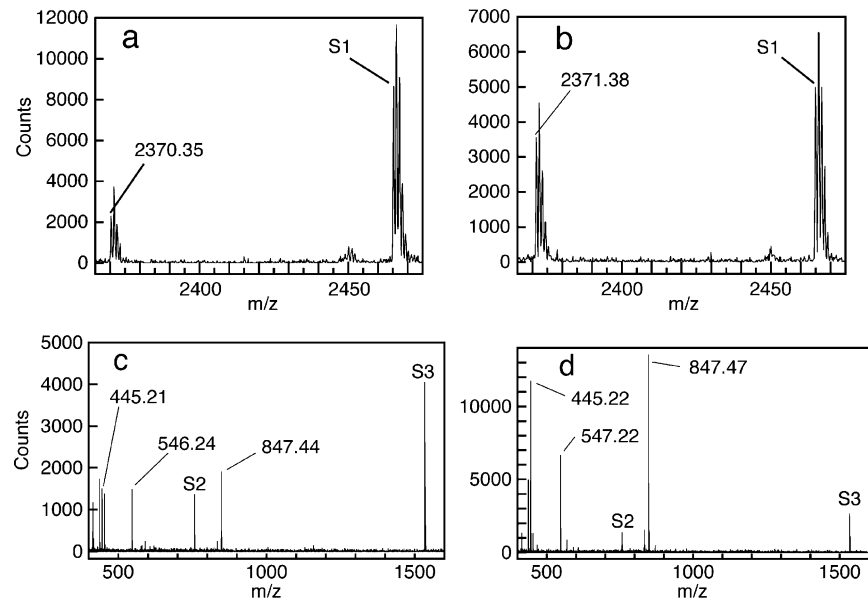 a
12000
10000
8000
6000
4000
2000
0
Counts
S1
2370.35
2400
2450
m/z
b
7000
6000
5000
4000
3000
2000
1000
0
S1
2371.38
2400
2450
m/z
c
5000
4000
3000
2000
1000
0
Counts
445.21
546.24
S2
847.44
S3
500
1000
1500
m/z
d
10000
5000
0
847.47
445.22
547.22
S2
S3
500
1000
1500
m/z